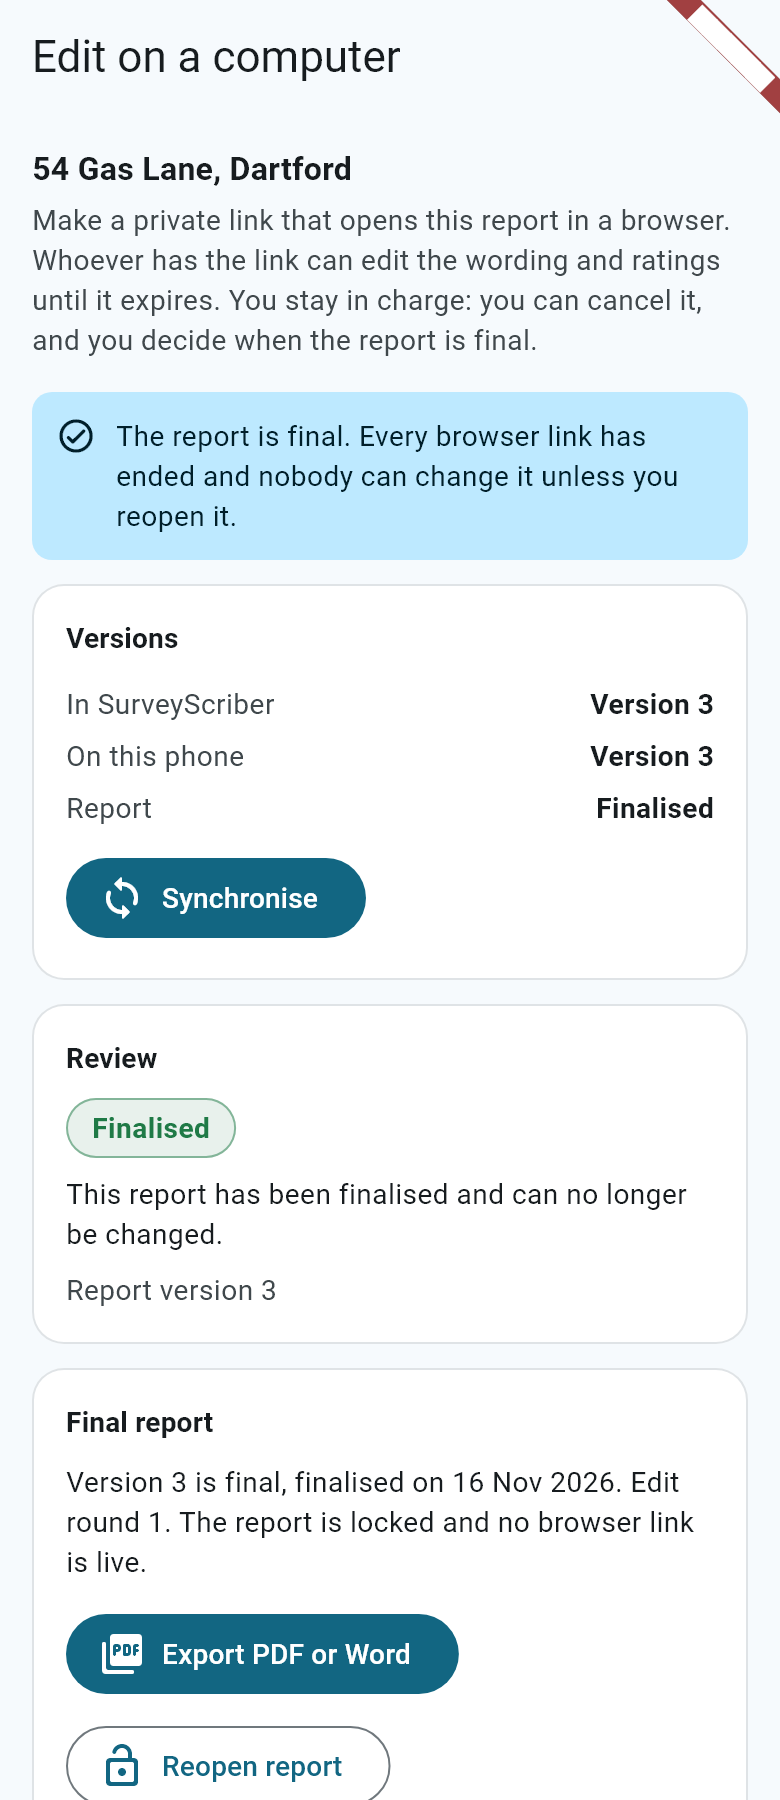 Edit on a computer
54 Gas Lane, Dartford
Make a private link that opens this report in a browser.
Whoever has the link can edit the wording and ratings
until it expires. You stay in charge: you can cancel it,
and you decide when the report is final.
The report is final. Every browser link has
ended and nobody can change it unless you
reopen it.
Versions
In SurveyScriber Version 3
On this phone Version 3
Report Finalised
Synchronise
Review
Finalised
This report has been finalised and can no longer
be changed.
Report version 3
Final report
Version 3 is final, finalised on 16 Nov 2026. Edit
round 1. The report is locked and no browser link
is live.
PDF Export PDF or Word
Reopen report